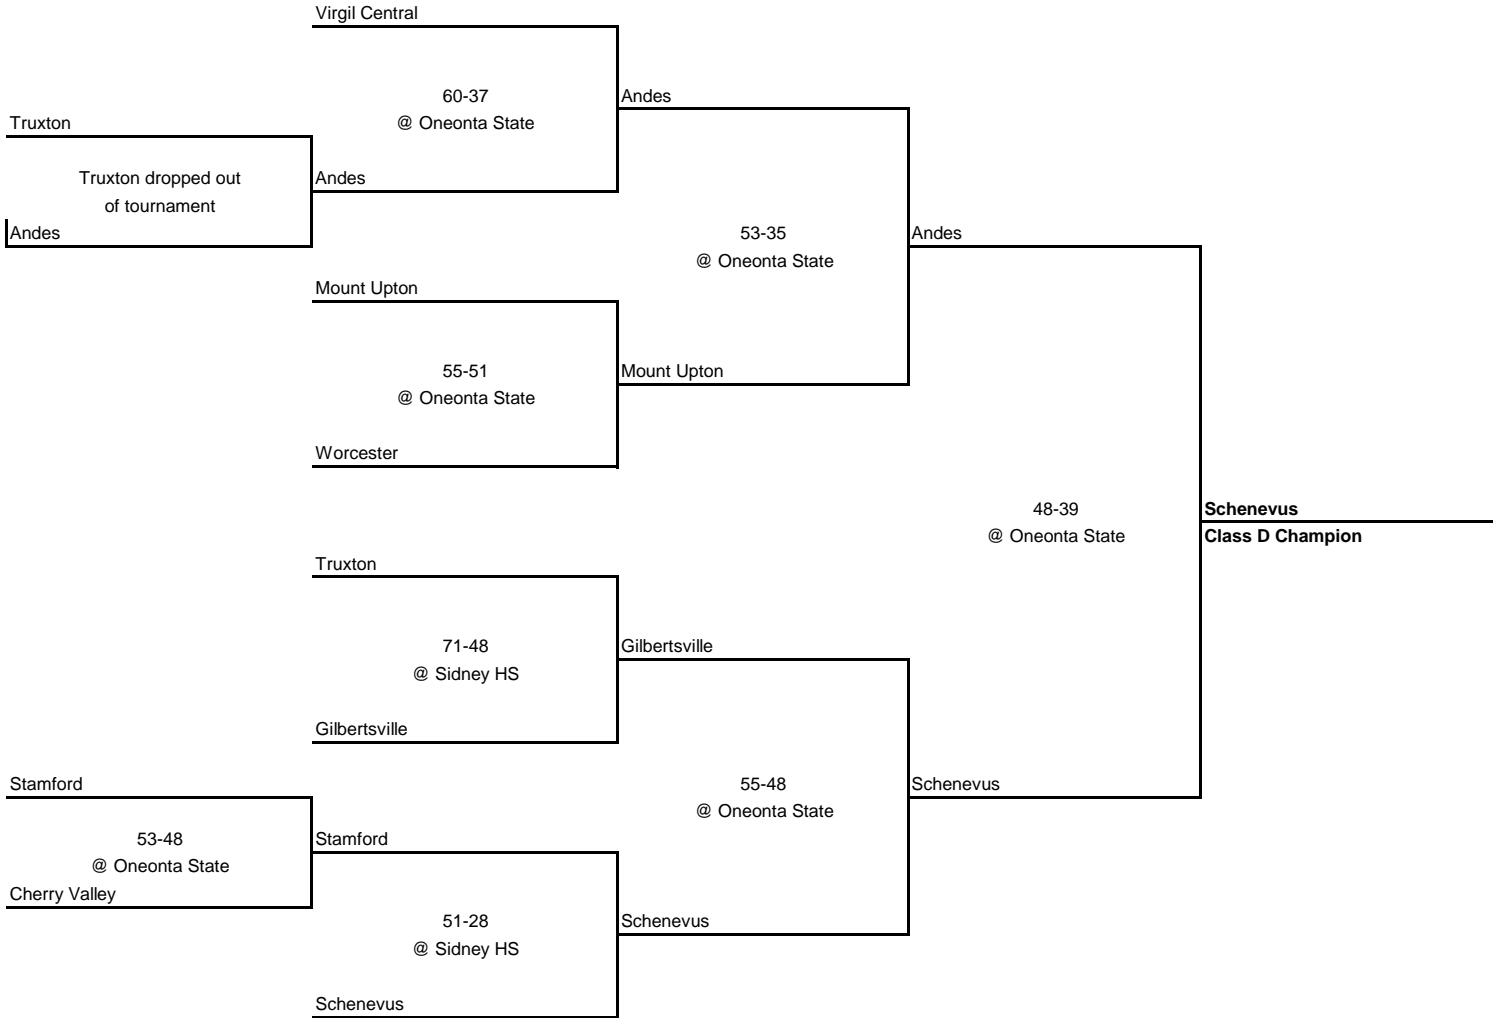 Virgil Central
60-37
@ Oneonta State
Andes
Truxton
Truxton dropped out
of tournament
Andes
Andes
53-35
@ Oneonta State
Andes
Mount Upton
55-51
@ Oneonta State
Mount Upton
Worcester
48-39
@ Oneonta State
Schenevus
Class D Champion
Truxton
71-48
@ Sidney HS
Gilbertsville
Gilbertsville
Stamford
55-48
@ Oneonta State
Schenevus
53-48
@ Oneonta State
Stamford
Cherry Valley
51-28
@ Sidney HS
Schenevus
Schenevus